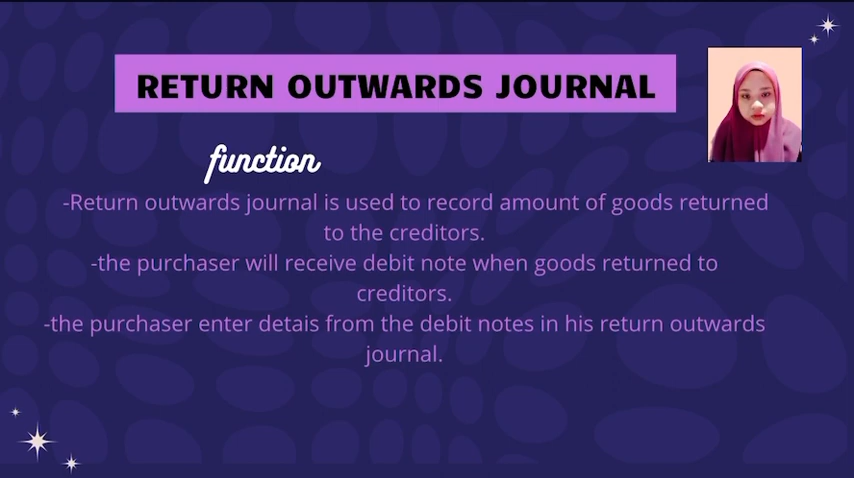 RETURN OUTWARDS JOURNAL
function
-Return outwards journal is used to record amount of goods returned
to the creditors.
-the purchaser will receive debit note when goods returned to
creditors.
-the purchaser enter detais from the debit notes in his return outwards
journal.